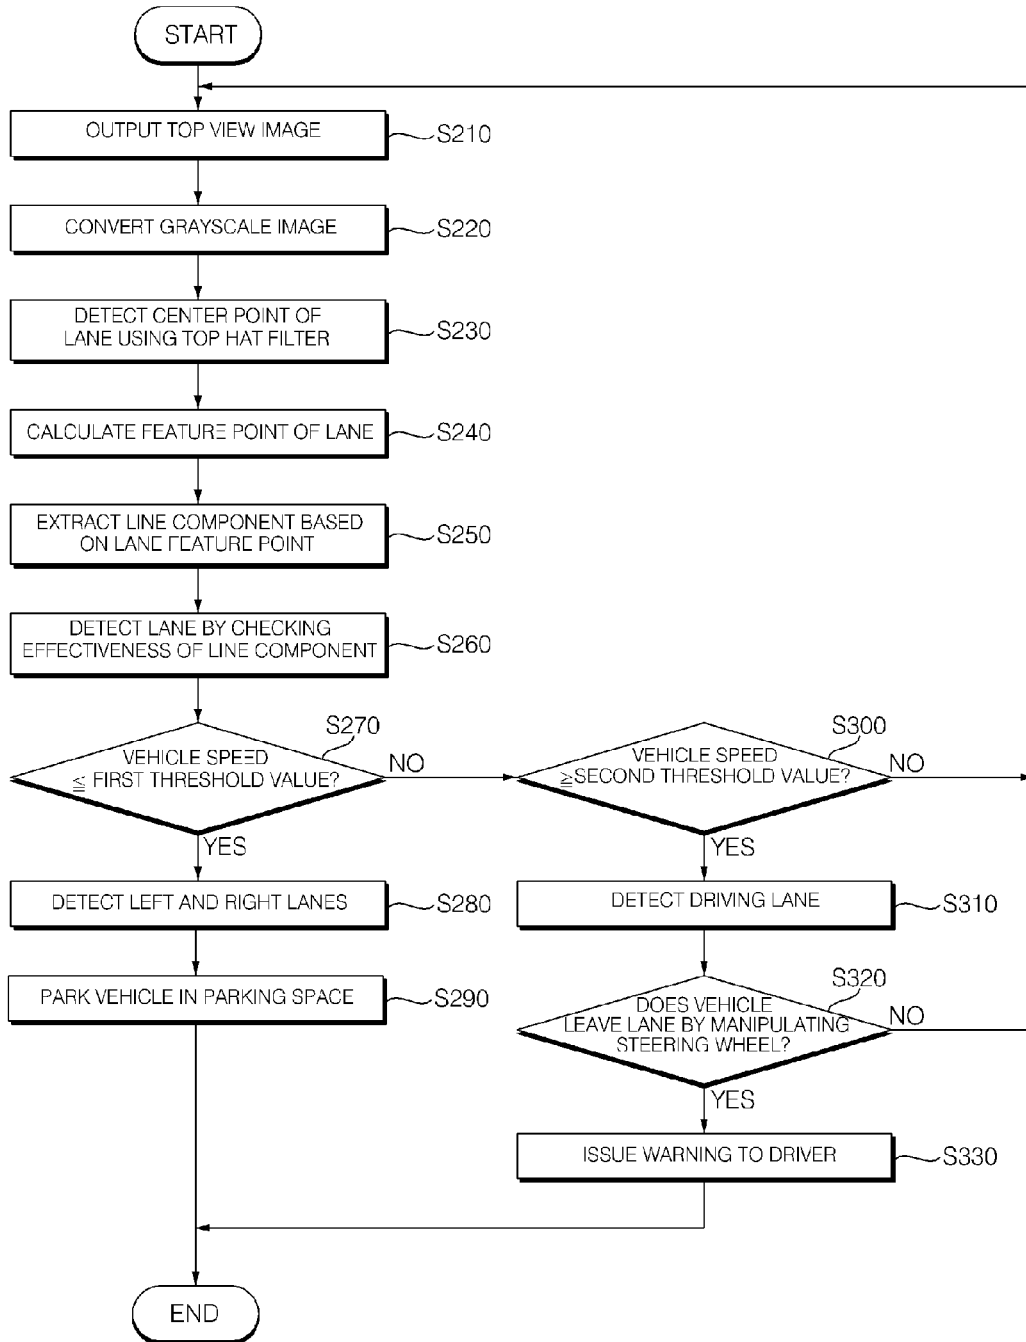 START
OUTPUT TOP VIEW IMAGE
S210
CONVERT GRAYSCALE IMAGE
S220
DETECT CENTER POINT OF
LANE USING TOP HAT FILTER
S230
CALCULATE FEATURE POINT OF LANE
S240
EXTRACT LINE COMPONENT BASED
ON LANE FEATURE POINT
S250
DETECT LANE BY CHECKING
EFFECTIVENESS OF LINE COMPONENT
S260
S270
VEHICLE SPEED
≦ FIRST THRESHOLD VALUE?
NO
YES
S300
VEHICLE SPEED
≧SECOND THRESHOLD VALUE?
NO
YES
DETECT LEFT AND RIGHT LANES
S280
DETECT DRIVING LANE
S310
PARK VEHICLE IN PARKING SPACE
S290
S320
DOES VEHICLE
LEAVE LANE BY MANIPULATING
STEERING WHEEL?
NO
YES
ISSUE WARNING TO DRIVER
S330
END